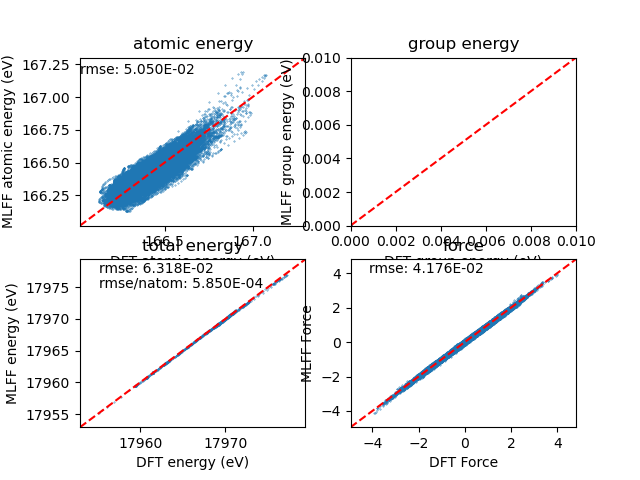 atomic energy
167.25
167.00
166.75
166.50
166.25
MLFF atomic energy (eV)
rmse: 5.050E-02
166.5
167.0
DFT atomic energy (eV)
group energy
0.010
0.008
0.006
0.004
0.002
0.000
MLFF group energy (eV)
0.000 0.002 0.004 0.006 0.008 0.010
DFT group energy (eV)
total energy
17975
17970
17965
17960
17955
MLFF energy (eV)
rmse: 6.318E-02
rmse/natom: 5.850E-04
17960
17970
DFT energy (eV)
force
4
2
0
−2
−4
MLFF Force
rmse: 4.176E-02
−4 −2 0 2 4
DFT Force